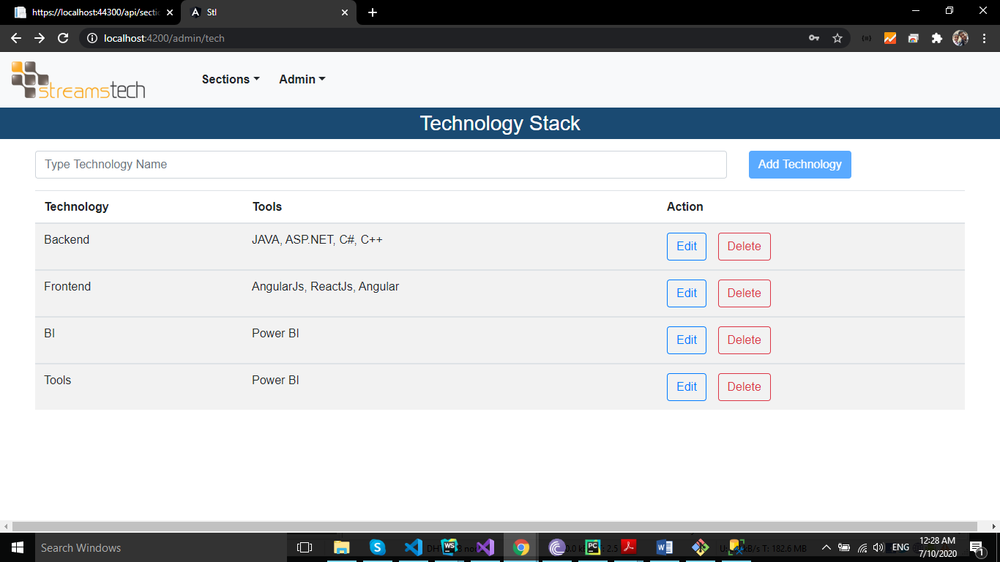 https://localhost:44300/api/sectio
Stl
localhost:4200/admin/tech
streamstech
Sections
Admin
Technology Stack
Type Technology Name
Add Technology
Technology Tools Action
Backend JAVA, ASP.NET, C#, C++ Edit Delete
Frontend AngularJs, ReactJs, Angular Edit Delete
BI Power BI Edit Delete
Tools Power BI Edit Delete
Search Windows
ENG
12:28 AM
7/10/2020
1